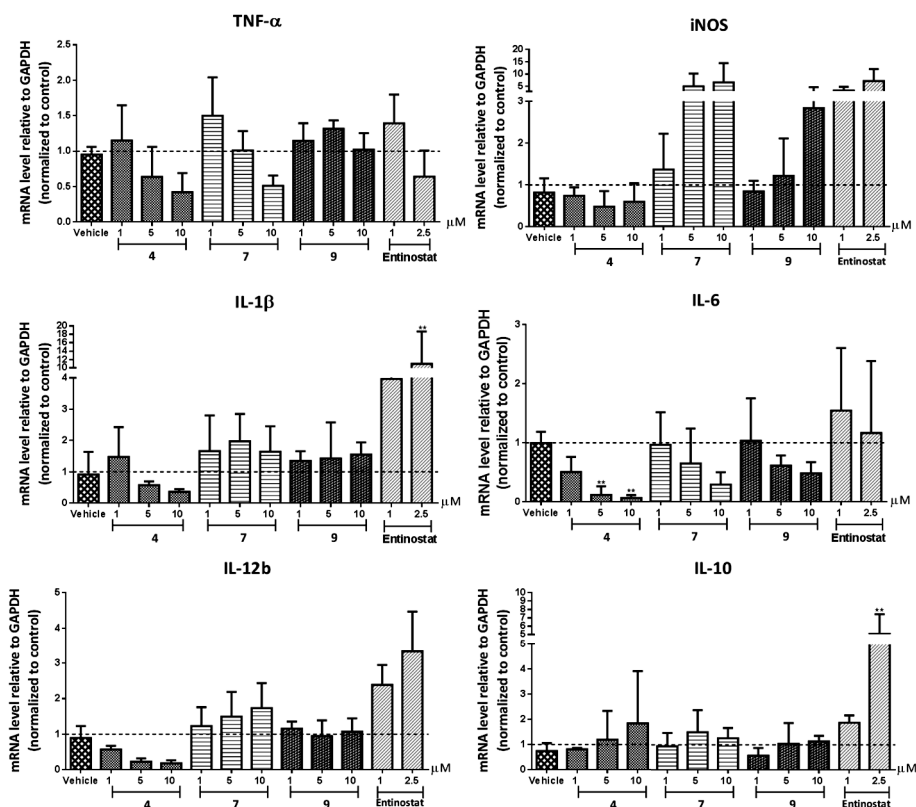 TNF-α
mRNA level relative to GAPDH
(normalized to control)
2.5
2.0
1.5
1.0
0.5
0.0
Vehicle 1 5 10 1 5 10 1 5 10 1 2.5 μM
4 7 9 Entinostat
iNOS
mRNA level relative to GAPDH
(normalized to control)
20
15
10
5
3
2
1
0
Vehicle 1 5 10 1 5 10 1 5 10 1 2.5 μM
4 7 9 Entinostat
IL-1β
mRNA level relative to GAPDH
(normalized to control)
20
18
16
14
12
10
8
6
4
4
2
1
0
**
Vehicle 1 5 10 1 5 10 1 5 10 1 2.5 μM
4 7 9 Entinostat
IL-6
mRNA level relative to GAPDH
(normalized to control)
3
2
1
0
** **
Vehicle 1 5 10 1 5 10 1 5 10 1 2.5 μM
4 7 9 Entinostat
IL-12b
mRNA level relative to GAPDH
(normalized to control)
5
4
3
2
1
0
Vehicle 1 5 10 1 5 10 1 5 10 1 2.5 μM
4 7 9 Entinostat
IL-10
mRNA level relative to GAPDH
(normalized to control)
10
9
8
7
6
5
5
4
2
1
0
**
Vehicle 1 5 10 1 5 10 1 5 10 1 2.5 μM
4 7 9 Entinostat